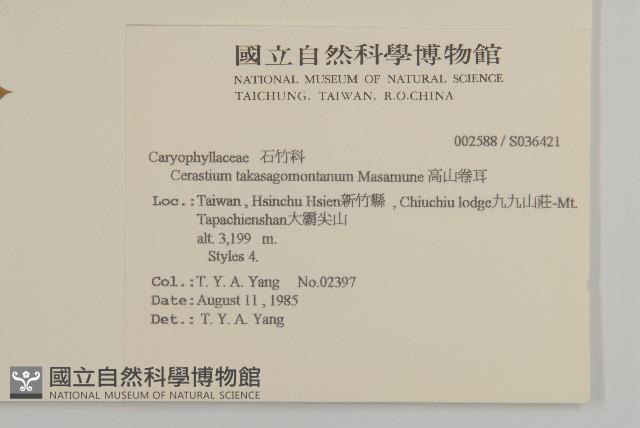 國立自然科學博物館
NATIONAL MUSEUM OF NATURAL SCIENCE
TAICHUNG, TAIWAN, R.O.CHINA
002588 / S036421
Caryophyllaceae 石竹科
Cerastium takasagomontanum Masamune 高山卷耳
Loc.: Taiwan , Hsinchu Hsien新竹縣 , Chiuchiu lodge九九山莊-Mt.
Tapachienshan大霸尖山
alt. 3,199 m.
Styles 4.
Col.: T. Y. A. Yang No.02397
Date: August 11 , 1985
Det.: T. Y. A. Yang
國立自然科學博物館
NATIONAL MUSEUM OF NATURAL SCIENCE